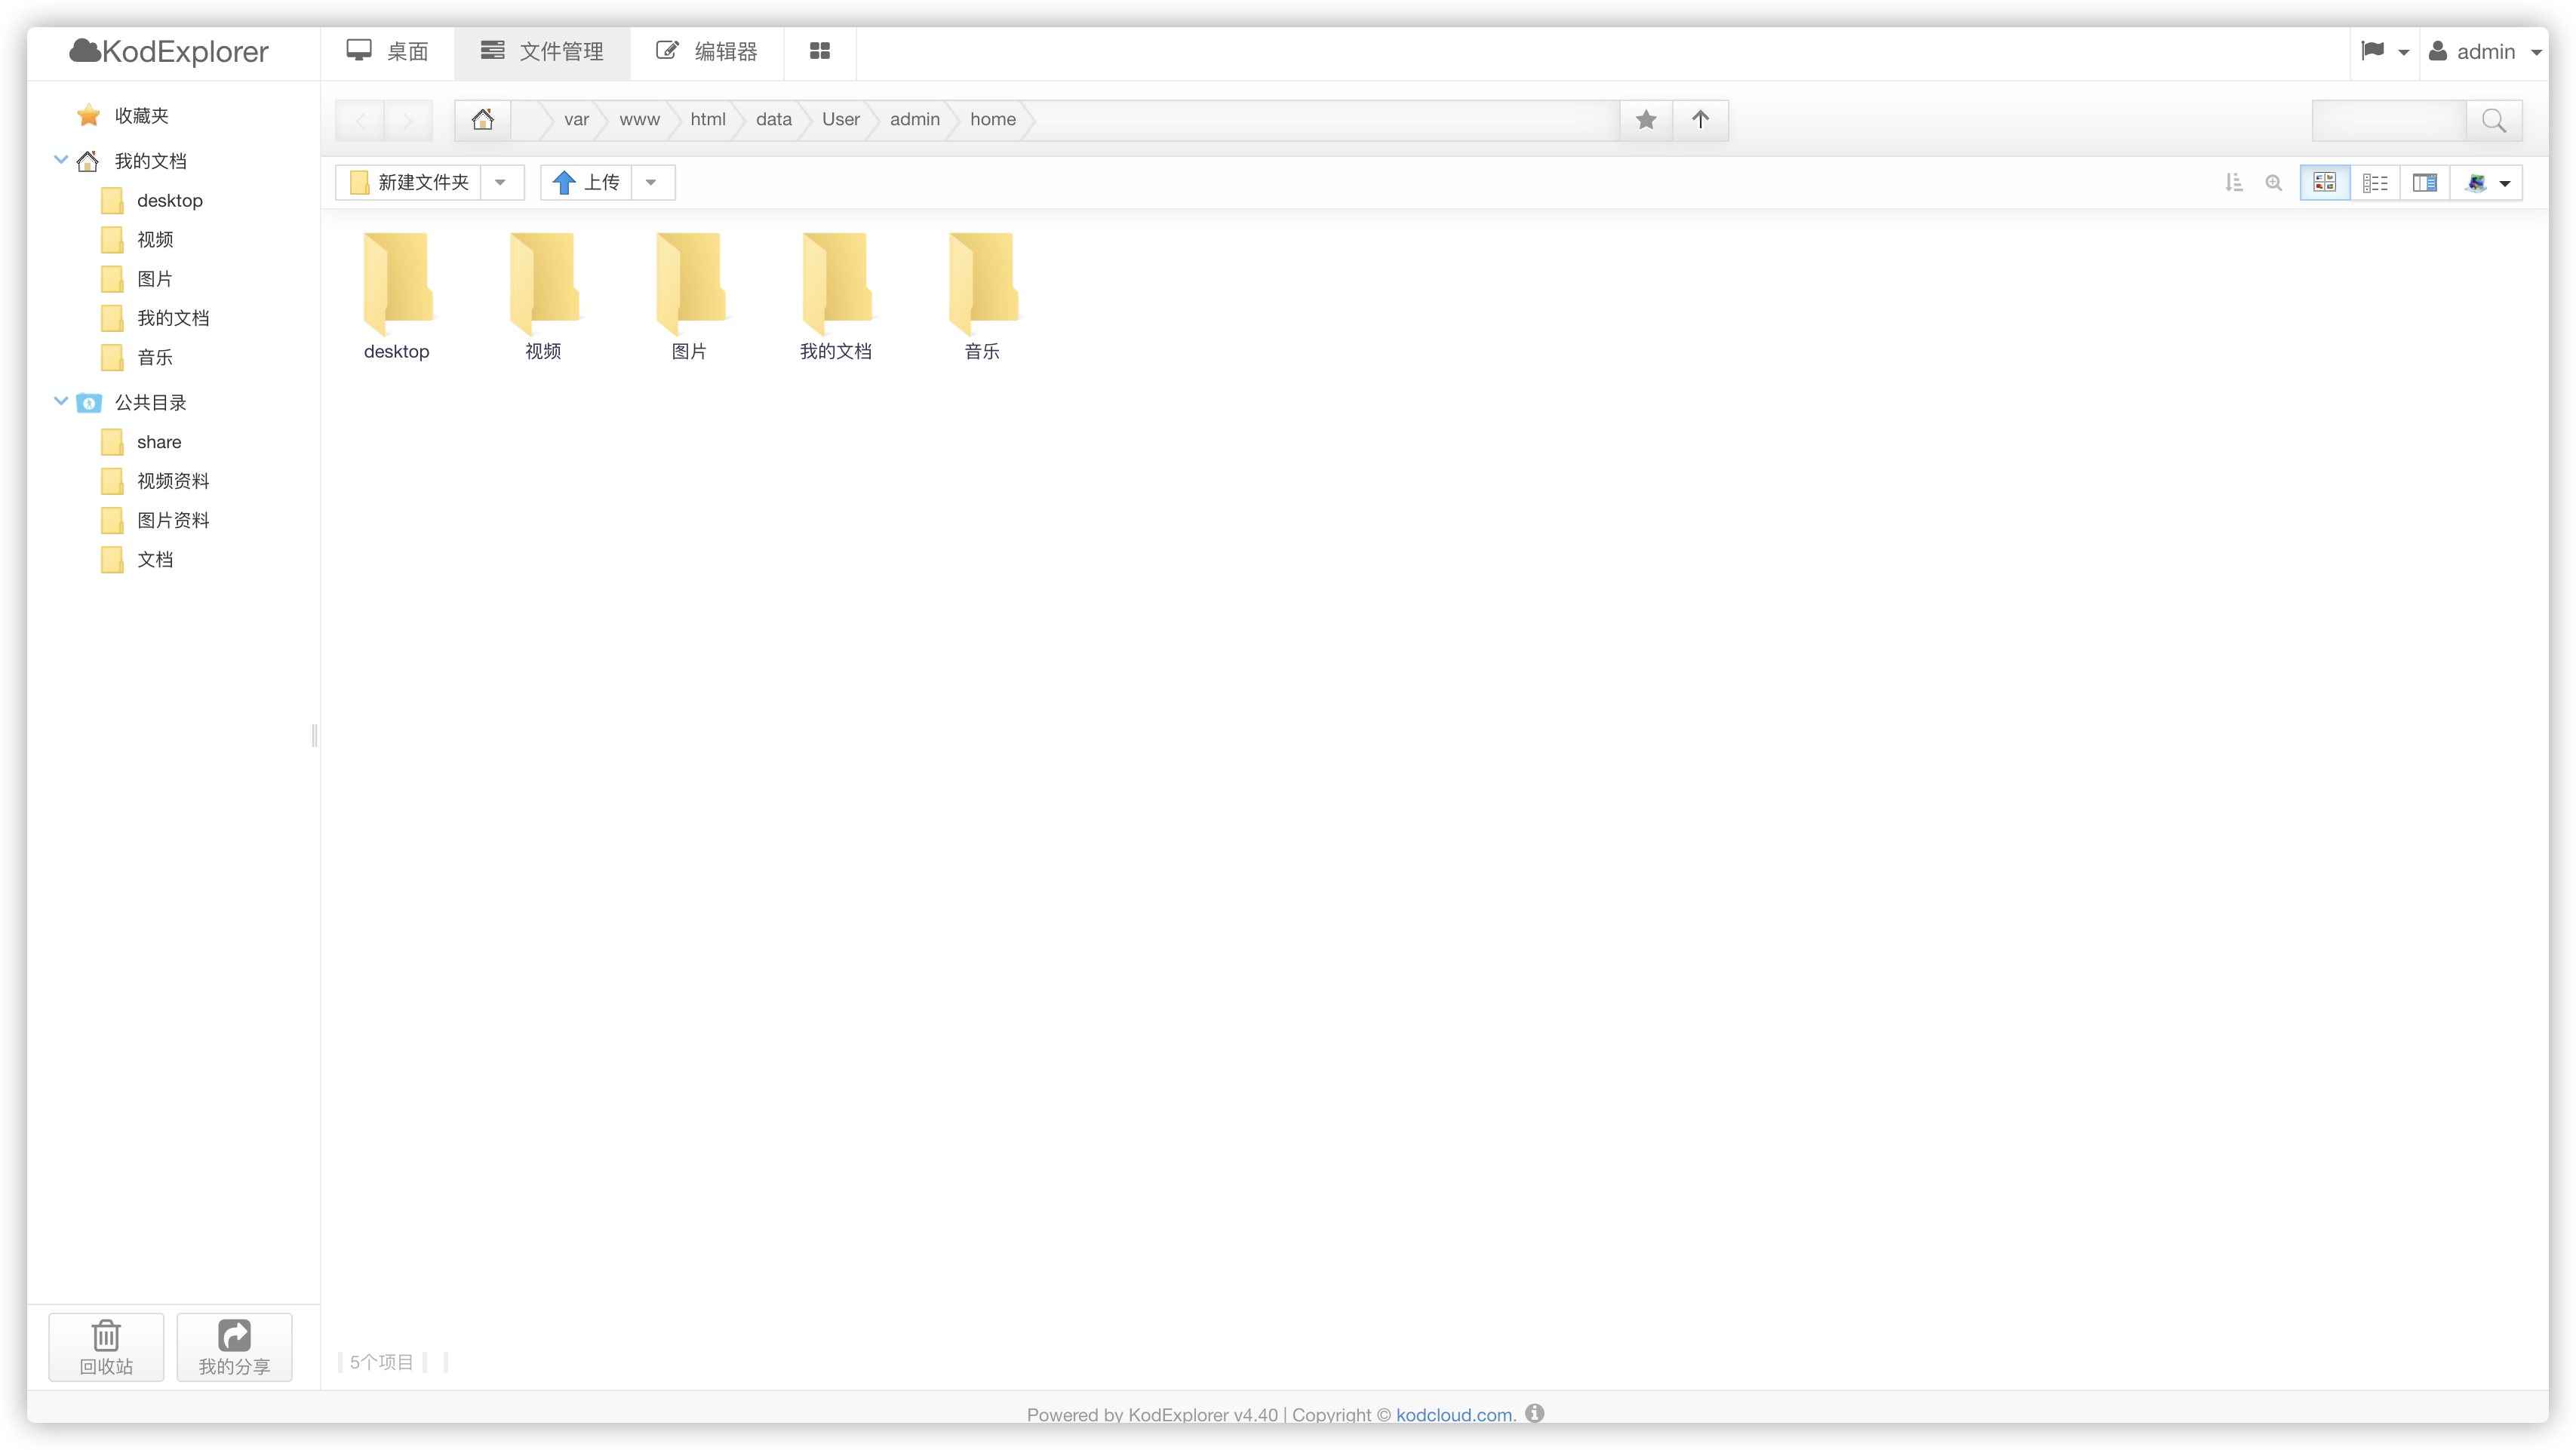 KodExplorer 桌面 文件管理 编辑器 admin
收藏夹
我的文档
desktop
视频
图片
我的文档
音乐
公共目录
share
视频资料
图片资料
文档
回收站 我的分享
var www html data User admin home
新建文件夹 上传
desktop 视频 图片 我的文档 音乐
5个项目
Powered by KodExplorer v4.40 | Copyright © kodcloud.com.